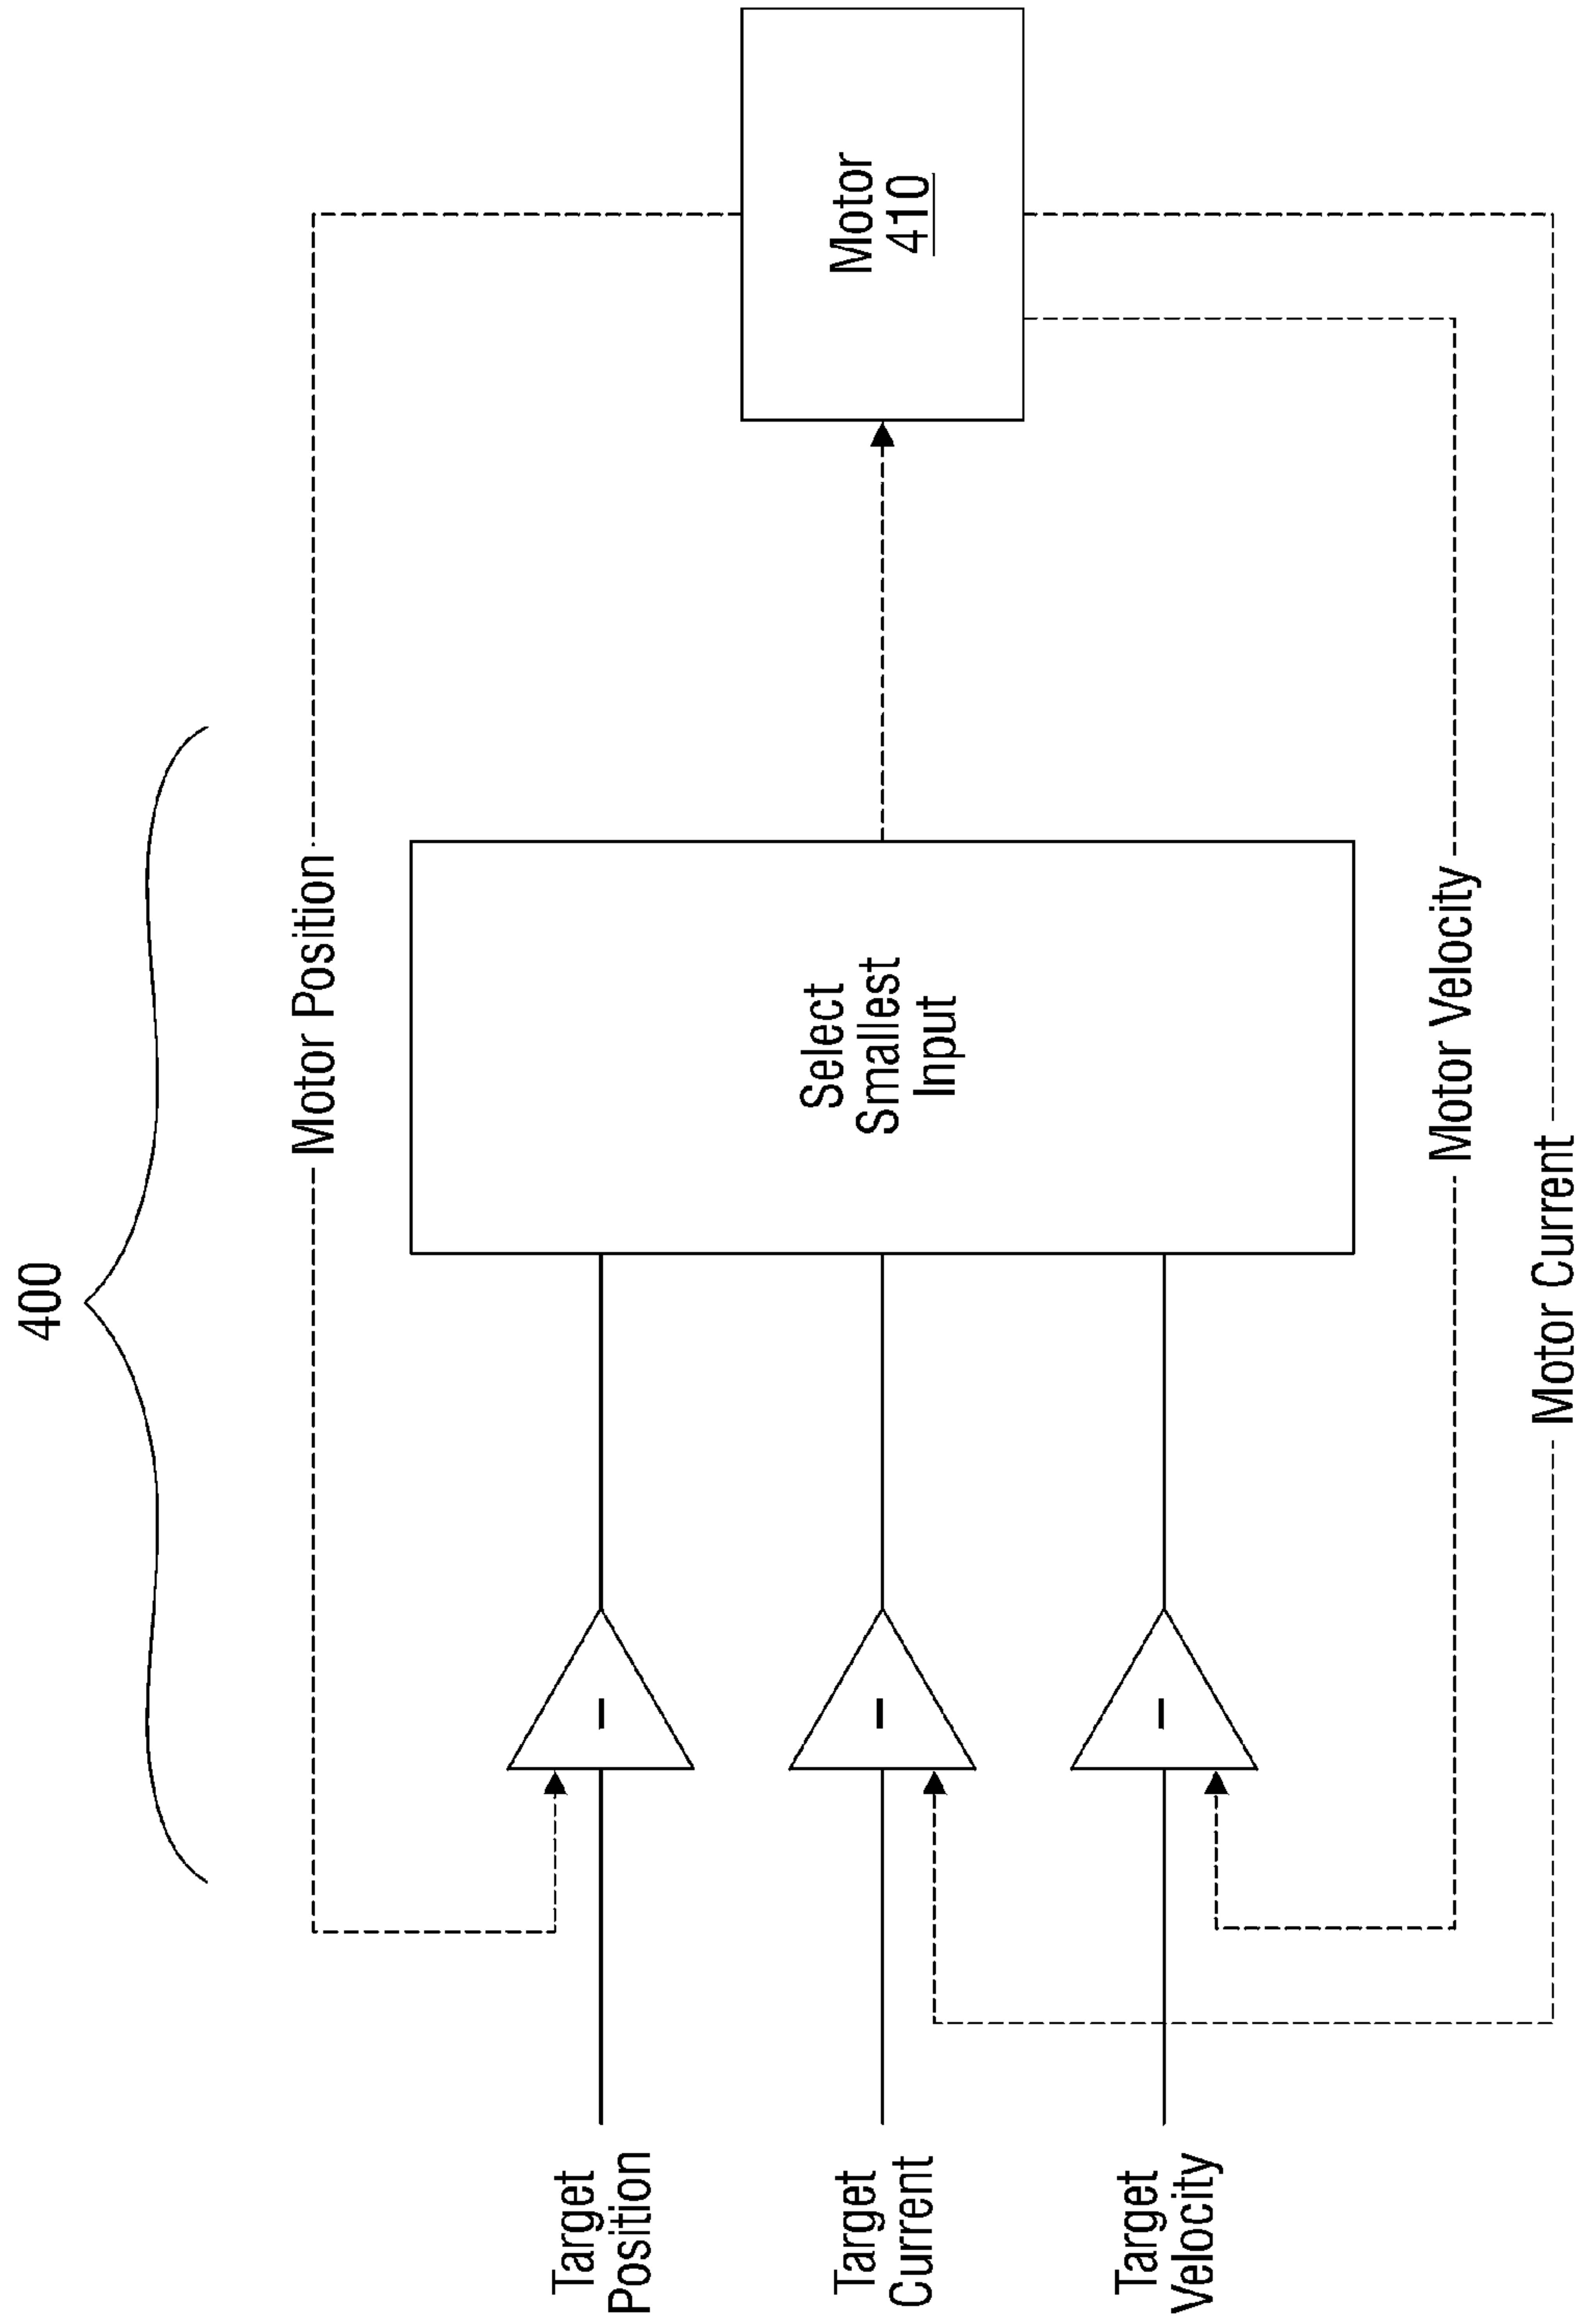 400
Motor Position
Target
Position
Target
Current
Target
Velocity
–
–
–
Select
Smallest
Input
Motor
410
Motor Velocity
Motor Current